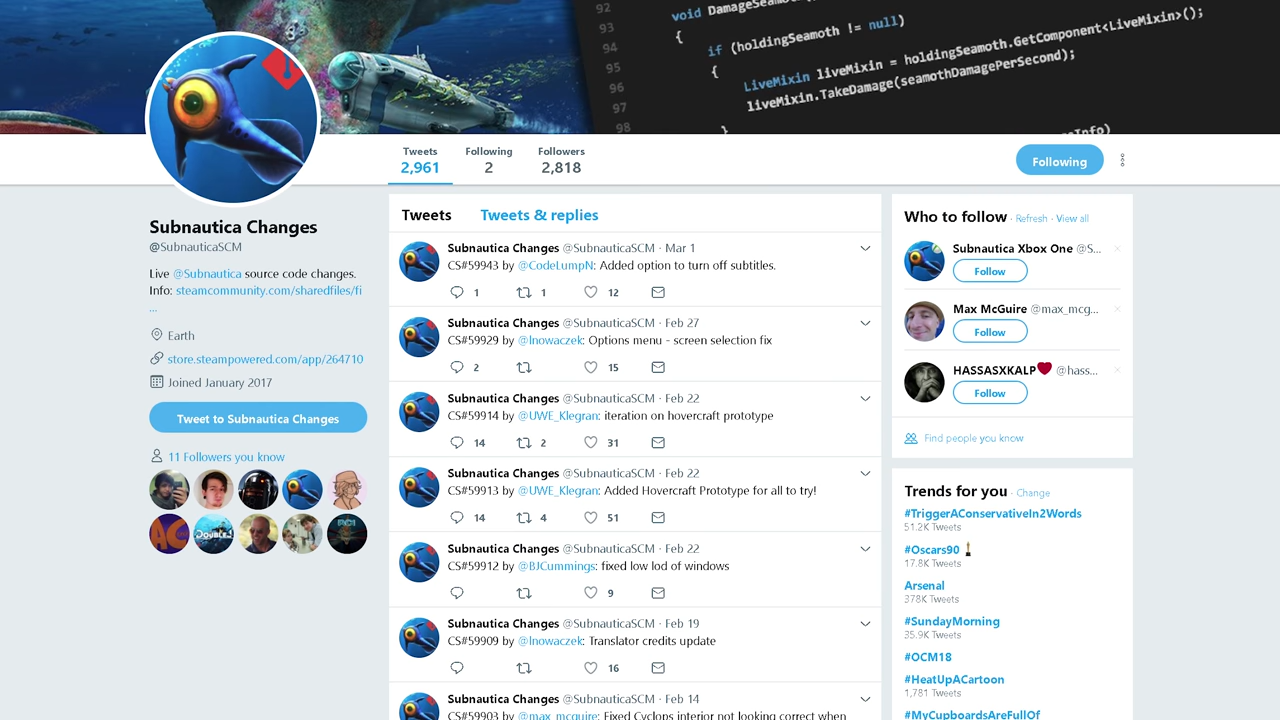 92
void DamageSeamoth
93
{
94
if (holdingSeamoth != null)
95
{
96
LiveMixin liveMixin = holdingSeamoth.GetComponent<LiveMixin>();
97
liveMixin.TakeDamage(seamothDamagePerSecond);
98
}
Tweets
2,961
Following
2
Followers
2,818
Following
Subnautica Changes
@SubnauticaSCM
Live @Subnautica source code changes.
Info: steamcommunity.com/sharedfiles/fi
...
Earth
store.steampowered.com/app/264710
Joined January 2017
Tweet to Subnautica Changes
11 Followers you know
Tweets Tweets & replies
Subnautica Changes @SubnauticaSCM · Mar 1
CS#59943 by @CodeLumpN: Added option to turn off subtitles.
1 1 12
Subnautica Changes @SubnauticaSCM · Feb 27
CS#59929 by @lnowaczek: Options menu - screen selection fix
2 15
Subnautica Changes @SubnauticaSCM · Feb 22
CS#59914 by @UWE_Klegran: iteration on hovercraft prototype
14 2 31
Subnautica Changes @SubnauticaSCM · Feb 22
CS#59913 by @UWE_Klegran: Added Hovercraft Prototype for all to try!
14 4 51
Subnautica Changes @SubnauticaSCM · Feb 22
CS#59912 by @BJCummings: fixed low lod of windows
9
Subnautica Changes @SubnauticaSCM · Feb 19
CS#59909 by @lnowaczek: Translator credits update
16
Subnautica Changes @SubnauticaSCM · Feb 14
CS#59903 by @max_mcguire: Fixed Cyclops interior not looking correct when
Who to follow · Refresh · View all
Subnautica Xbox One @S...
Follow
Max McGuire @max_mcg...
Follow
HASSASXKALP❤ @hass...
Follow
Find people you know
Trends for you · Change
#TriggerAConservativeIn2Words
51.2K Tweets
#Oscars90
17.8K Tweets
Arsenal
378K Tweets
#SundayMorning
35.9K Tweets
#OCM18
#HeatUpACartoon
1,781 Tweets
#MyCupboardsAreFullOf